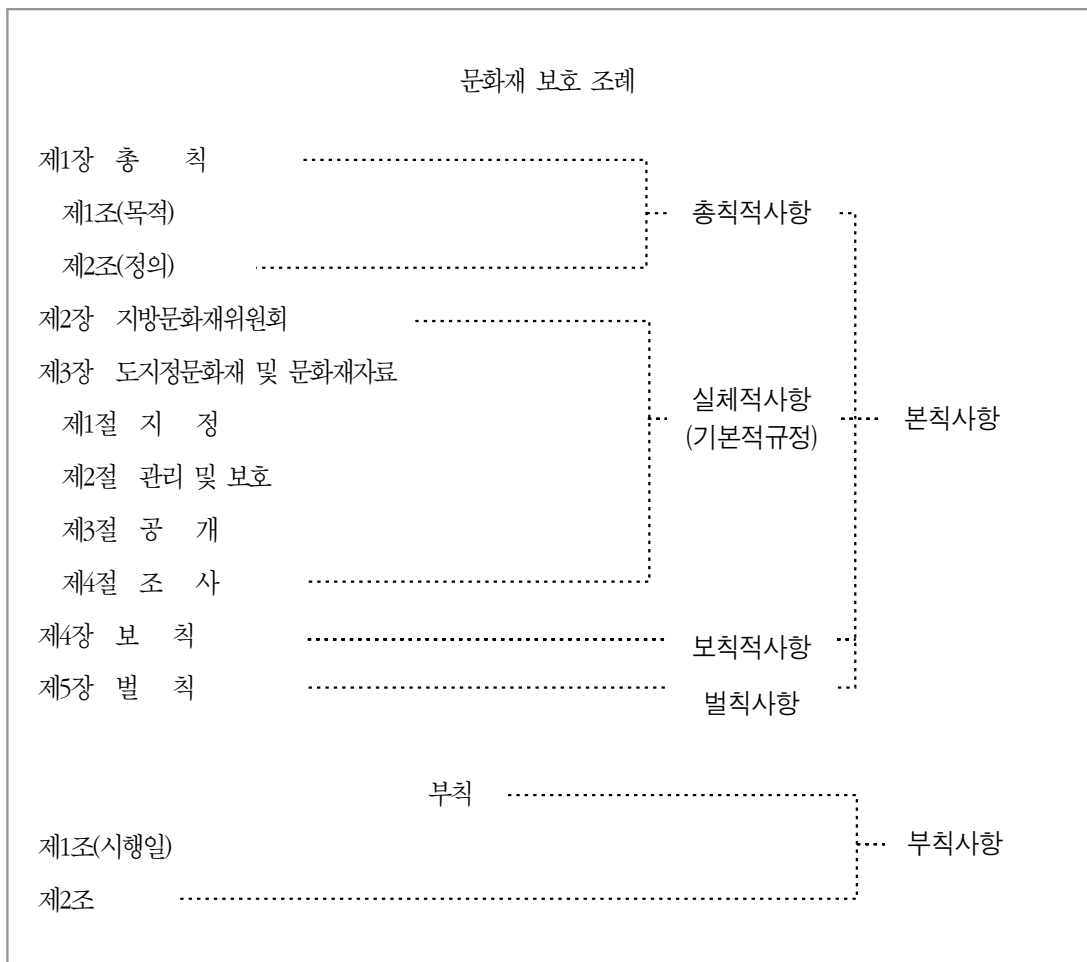 문화재 보호 조례
제1장 총 칙
제1조(목적) 총칙적사항
제2조(정의)
제2장 지방문화재위원회
제3장 도지정문화재 및 문화재자료
실체적사항
제1절 지 정 본칙사항
(기본적규정)
제2절 관리 및 보호
제3절 공 개
제4절 조 사
제4장 보 칙 보칙적사항
제5장 벌 칙 벌칙사항
부칙
제1조(시행일) 부칙사항
제2조